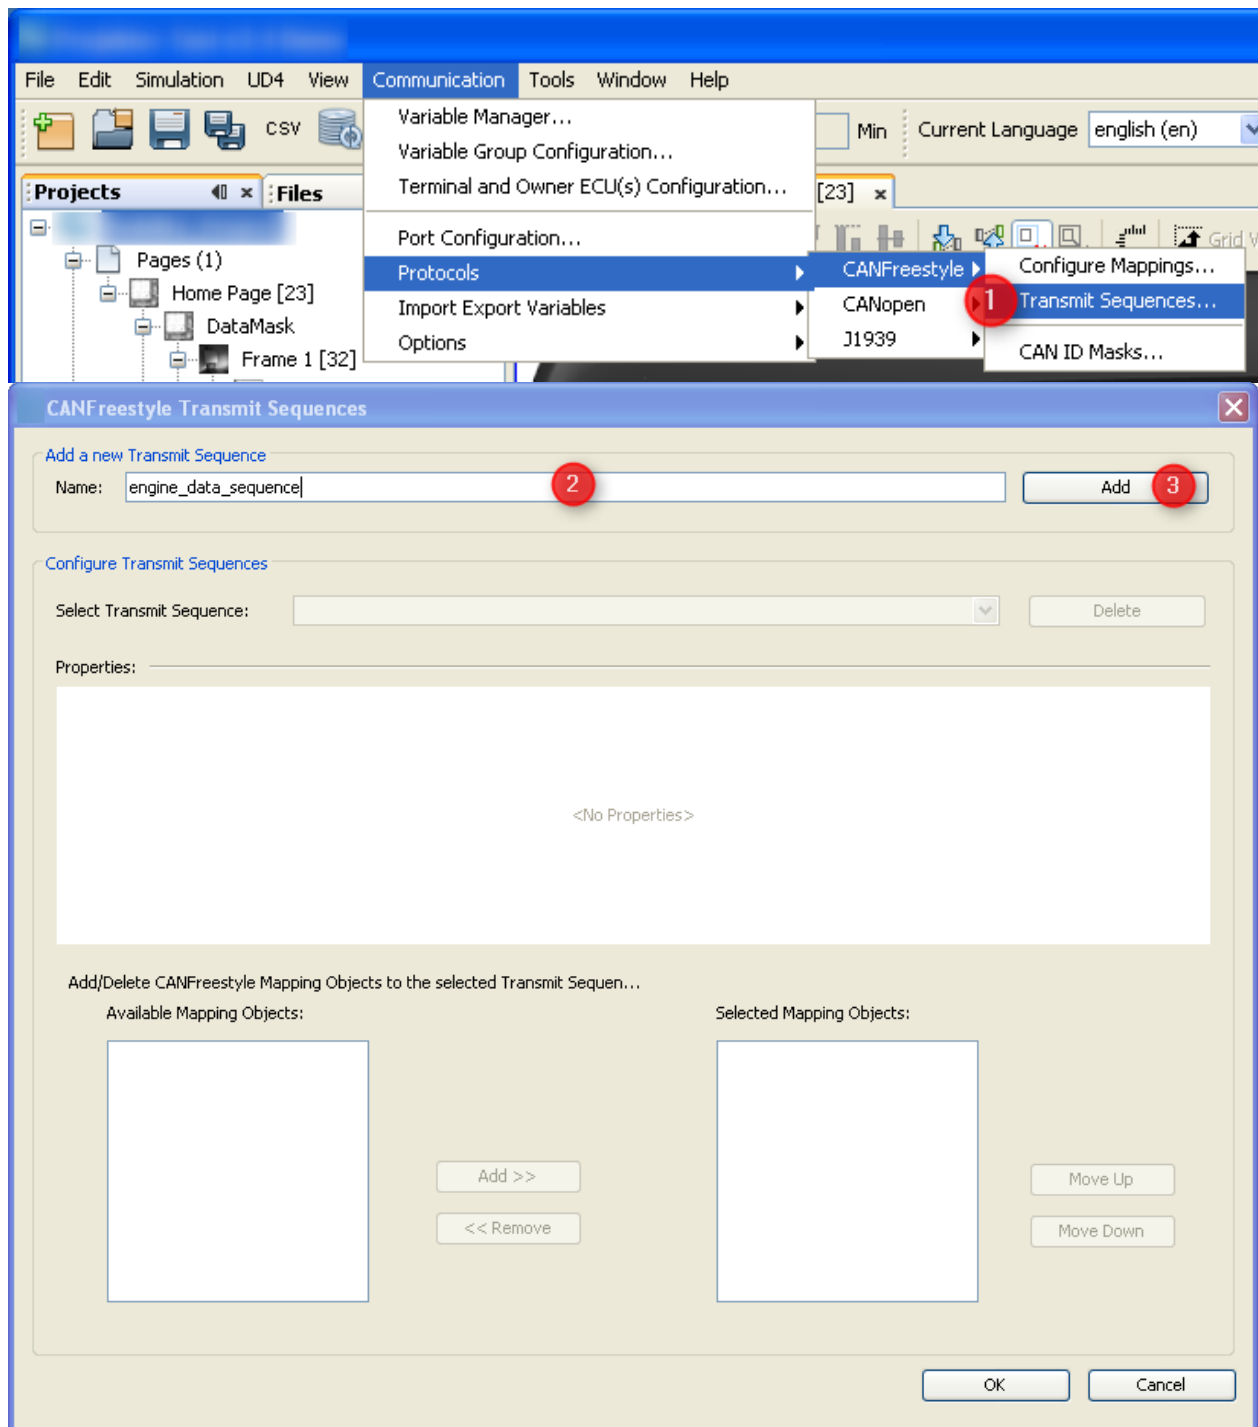 File Edit Simulation UD4 View Communication Tools Window Help
CSV
Variable Manager...
Variable Group Configuration...
Terminal and Owner ECU(s) Configuration...
Port Configuration...
Protocols
Import Export Variables
Options
Min Current Language english (en)
Projects Files
[23]
Grid
Pages (1)
Home Page [23]
DataMask
Frame 1 [32]
CANFreestyle
CANopen
J1939
Configure Mappings...
1 Transmit Sequences...
CAN ID Masks...
CANFreestyle Transmit Sequences
Add a new Transmit Sequence
Name: engine_data_sequence 2 Add 3
Configure Transmit Sequences
Select Transmit Sequence: Delete
Properties:
<No Properties>
Add/Delete CANFreestyle Mapping Objects to the selected Transmit Sequen...
Available Mapping Objects: Selected Mapping Objects:
Add >> Move Up
<< Remove Move Down
OK Cancel